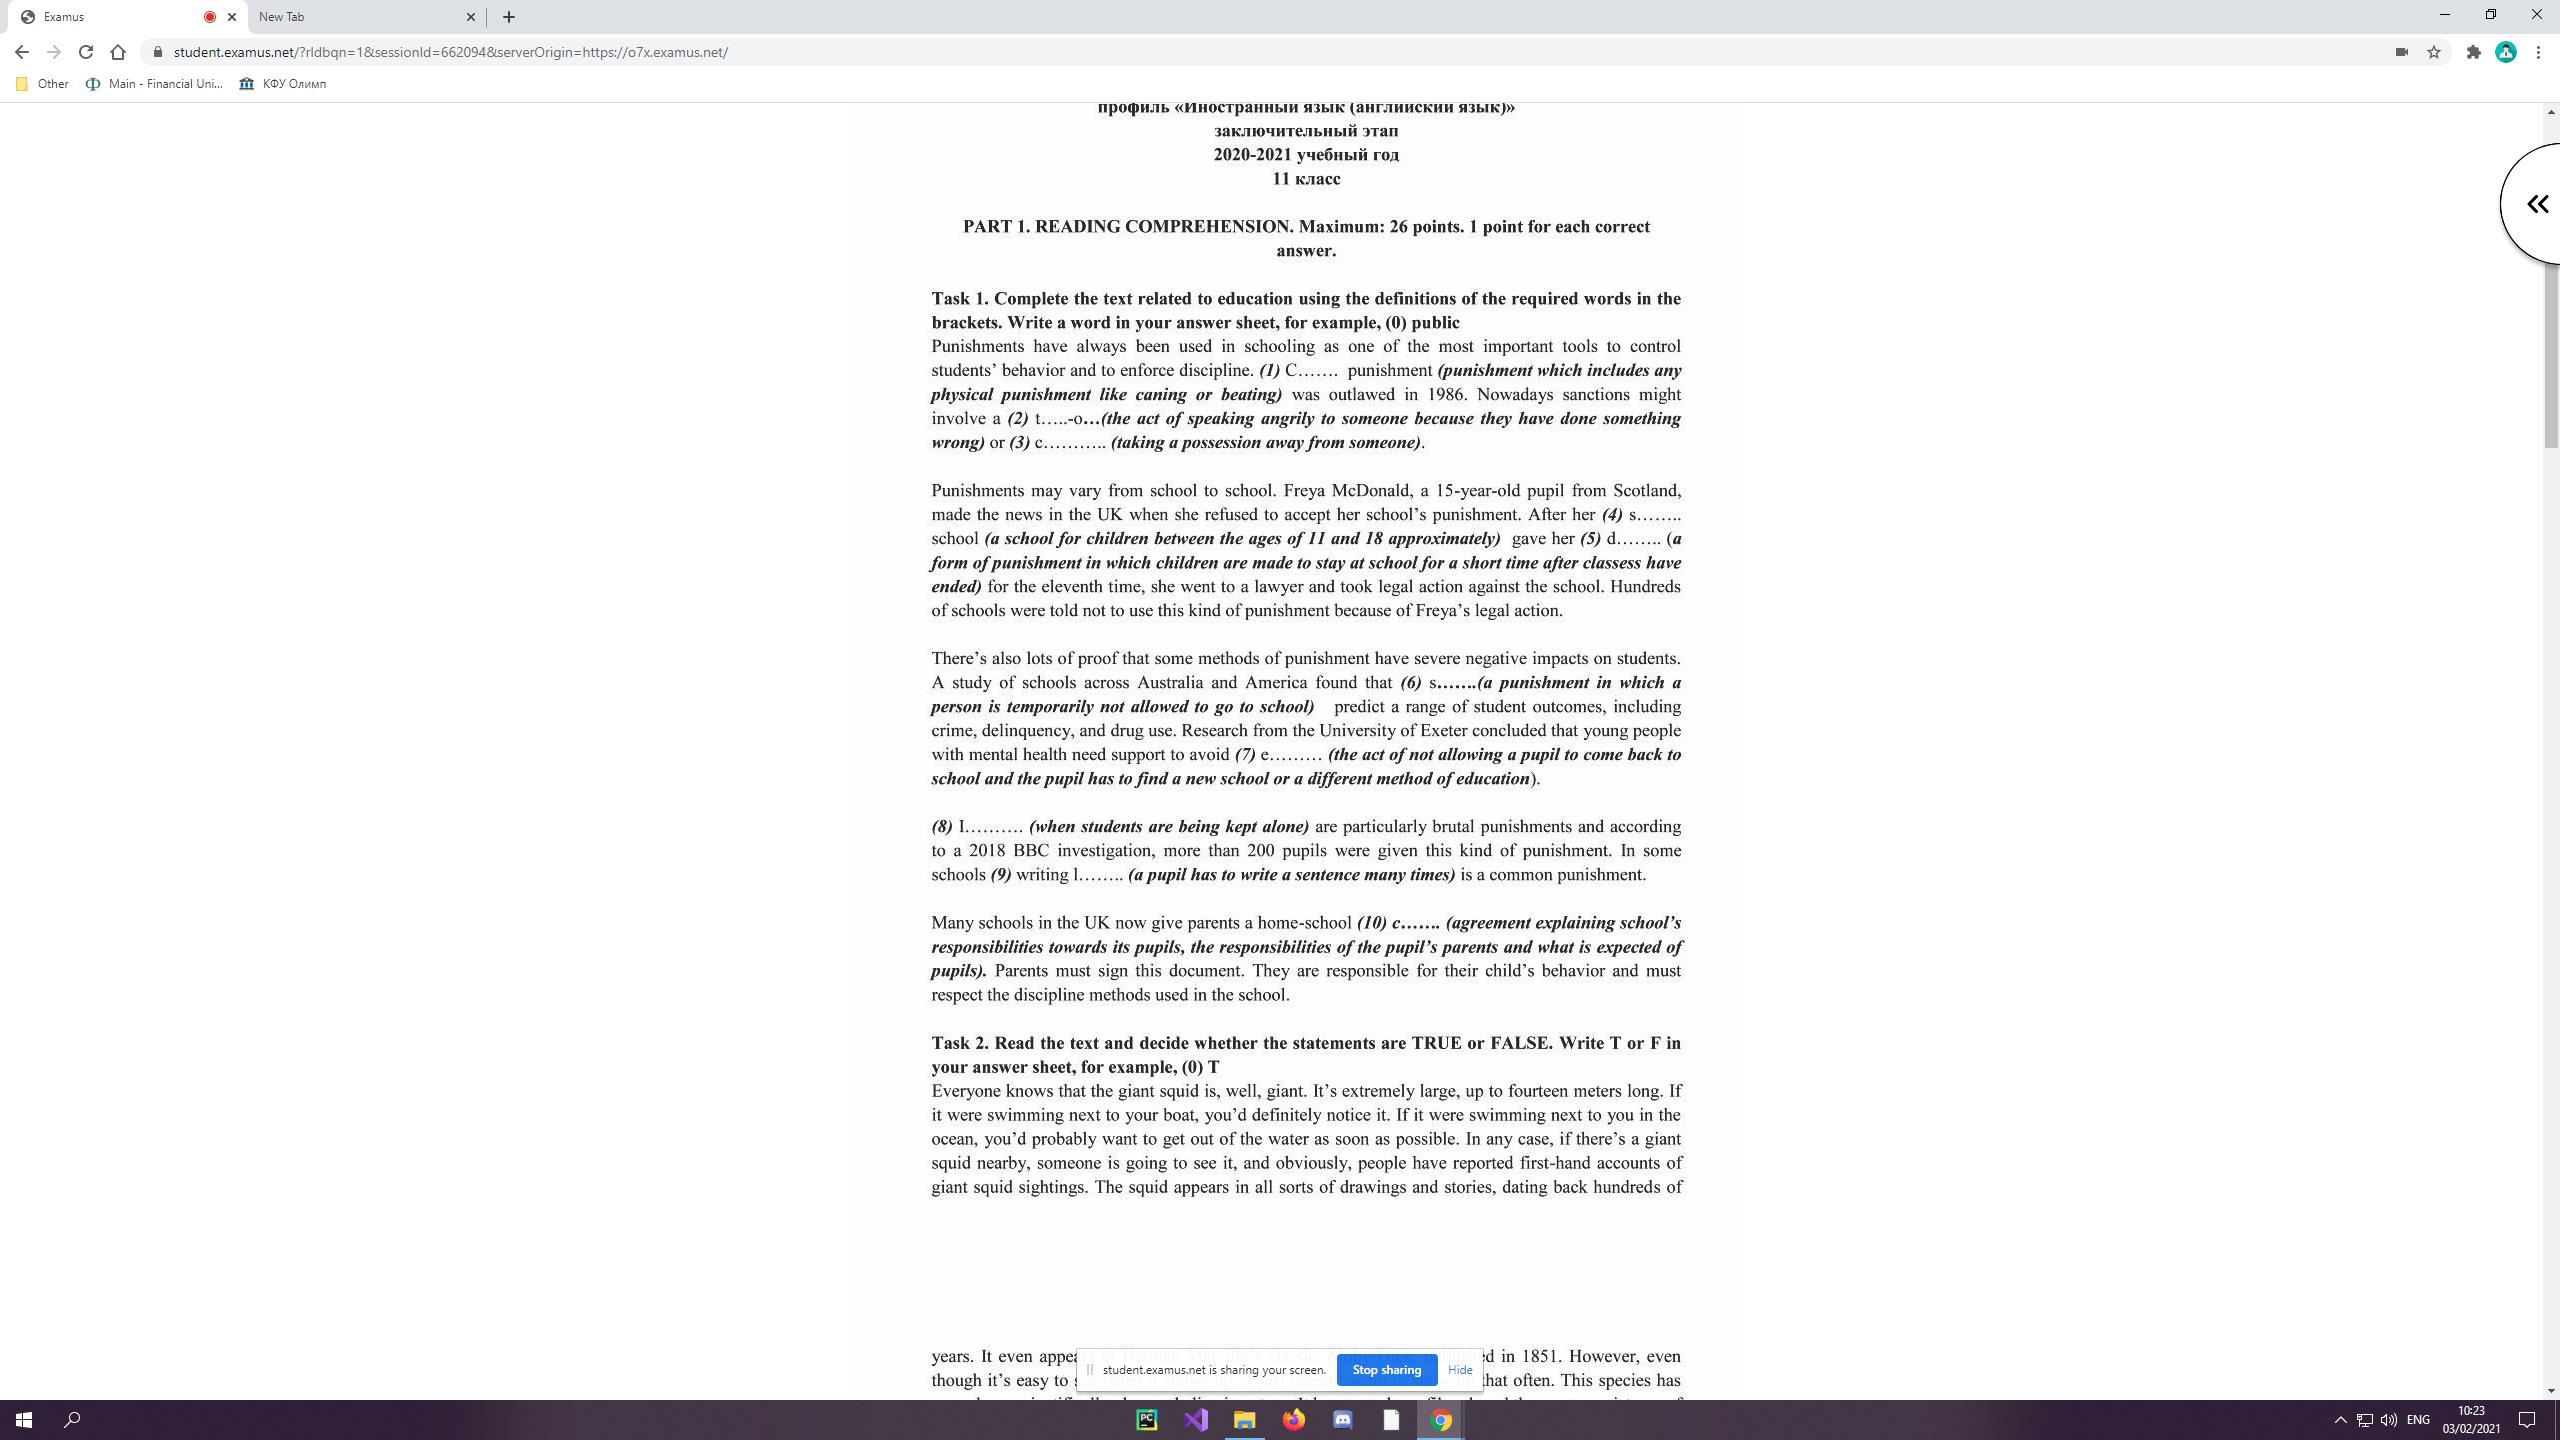 Examus
New Tab
student.examus.net/?rldbqn=1&sessionId=662094&serverOrigin=https://o7x.examus.net/
Other
Main - Financial Uni...
КФУ Олимп
профиль «Иностранный язык (английский язык)»
заключительный этап
2020-2021 учебный год
11 класс
PART 1. READING COMPREHENSION. Maximum: 26 points. 1 point for each correct
answer.
Task 1. Complete the text related to education using the definitions of the required words in the
brackets. Write a word in your answer sheet, for example, (0) public
Punishments have always been used in schooling as one of the most important tools to control
students’ behavior and to enforce discipline. (1) C……. punishment (punishment which includes any
physical punishment like caning or beating) was outlawed in 1986. Nowadays sanctions might
involve a (2) t…..-o…(the act of speaking angrily to someone because they have done something
wrong) or (3) c……….. (taking a possession away from someone).
Punishments may vary from school to school. Freya McDonald, a 15-year-old pupil from Scotland,
made the news in the UK when she refused to accept her school’s punishment. After her (4) s……..
school (a school for children between the ages of 11 and 18 approximately) gave her (5) d…….. (a
form of punishment in which children are made to stay at school for a short time after classess have
ended) for the eleventh time, she went to a lawyer and took legal action against the school. Hundreds
of schools were told not to use this kind of punishment because of Freya’s legal action.
There’s also lots of proof that some methods of punishment have severe negative impacts on students.
A study of schools across Australia and America found that (6) s…….(a punishment in which a
person is temporarily not allowed to go to school) predict a range of student outcomes, including
crime, delinquency, and drug use. Research from the University of Exeter concluded that young people
with mental health need support to avoid (7) e……… (the act of not allowing a pupil to come back to
school and the pupil has to find a new school or a different method of education).
(8) I………. (when students are being kept alone) are particularly brutal punishments and according
to a 2018 BBC investigation, more than 200 pupils were given this kind of punishment. In some
schools (9) writing l…….. (a pupil has to write a sentence many times) is a common punishment.
Many schools in the UK now give parents a home-school (10) c……. (agreement explaining school’s
responsibilities towards its pupils, the responsibilities of the pupil’s parents and what is expected of
pupils). Parents must sign this document. They are responsible for their child’s behavior and must
respect the discipline methods used in the school.
Task 2. Read the text and decide whether the statements are TRUE or FALSE. Write T or F in
your answer sheet, for example, (0) T
Everyone knows that the giant squid is, well, giant. It’s extremely large, up to fourteen meters long. If
it were swimming next to your boat, you’d definitely notice it. If it were swimming next to you in the
ocean, you’d probably want to get out of the water as soon as possible. In any case, if there’s a giant
squid nearby, someone is going to see it, and obviously, people have reported first-hand accounts of
giant squid sightings. The squid appears in all sorts of drawings and stories, dating back hundreds of
years. It even in 1851. However, even
though it’s easy to that often. This species has
student.examus.net is sharing your screen.
Stop sharing
Hide
PC
ENG
10:23
03/02/2021